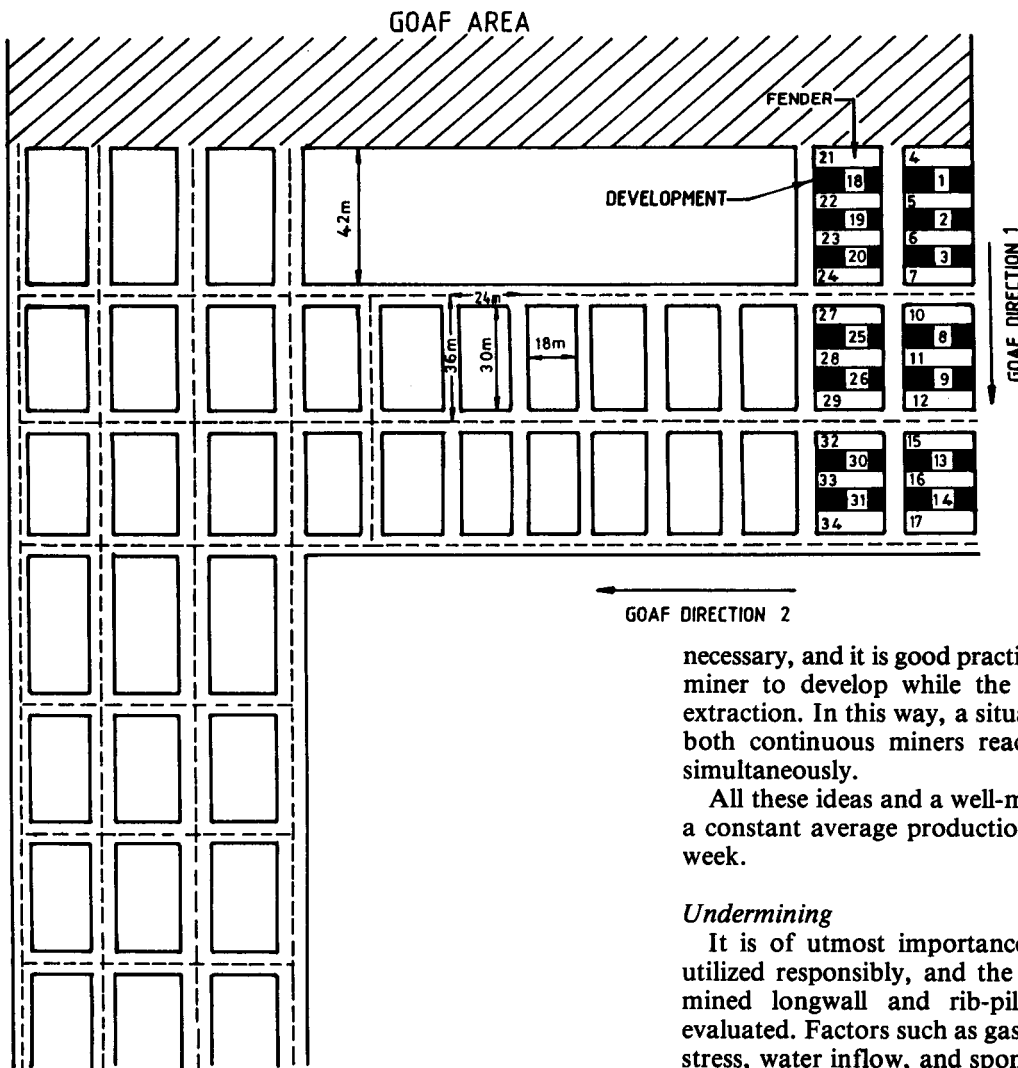 GOAF AREA
FENDER
DEVELOPMENT
21
18
22
19
23
20
24
4
1
5
2
6
3
7
42m
24m
36m
30m
18m
27
25
28
26
29
10
8
11
9
12
32
30
33
31
34
15
13
16
14
17
GOAF DIRECTION 1
GOAF DIRECTION 2
necessary, and it is good practi
miner to develop while the
extraction. In this way, a situa
both continuous miners reac
simultaneously.
All these ideas and a well-m
a constant average productio
week.
Undermining
It is of utmost importance
utilized responsibly, and the
mined longwall and rib-pil
evaluated. Factors such as gas
stress, water inflow, and spon